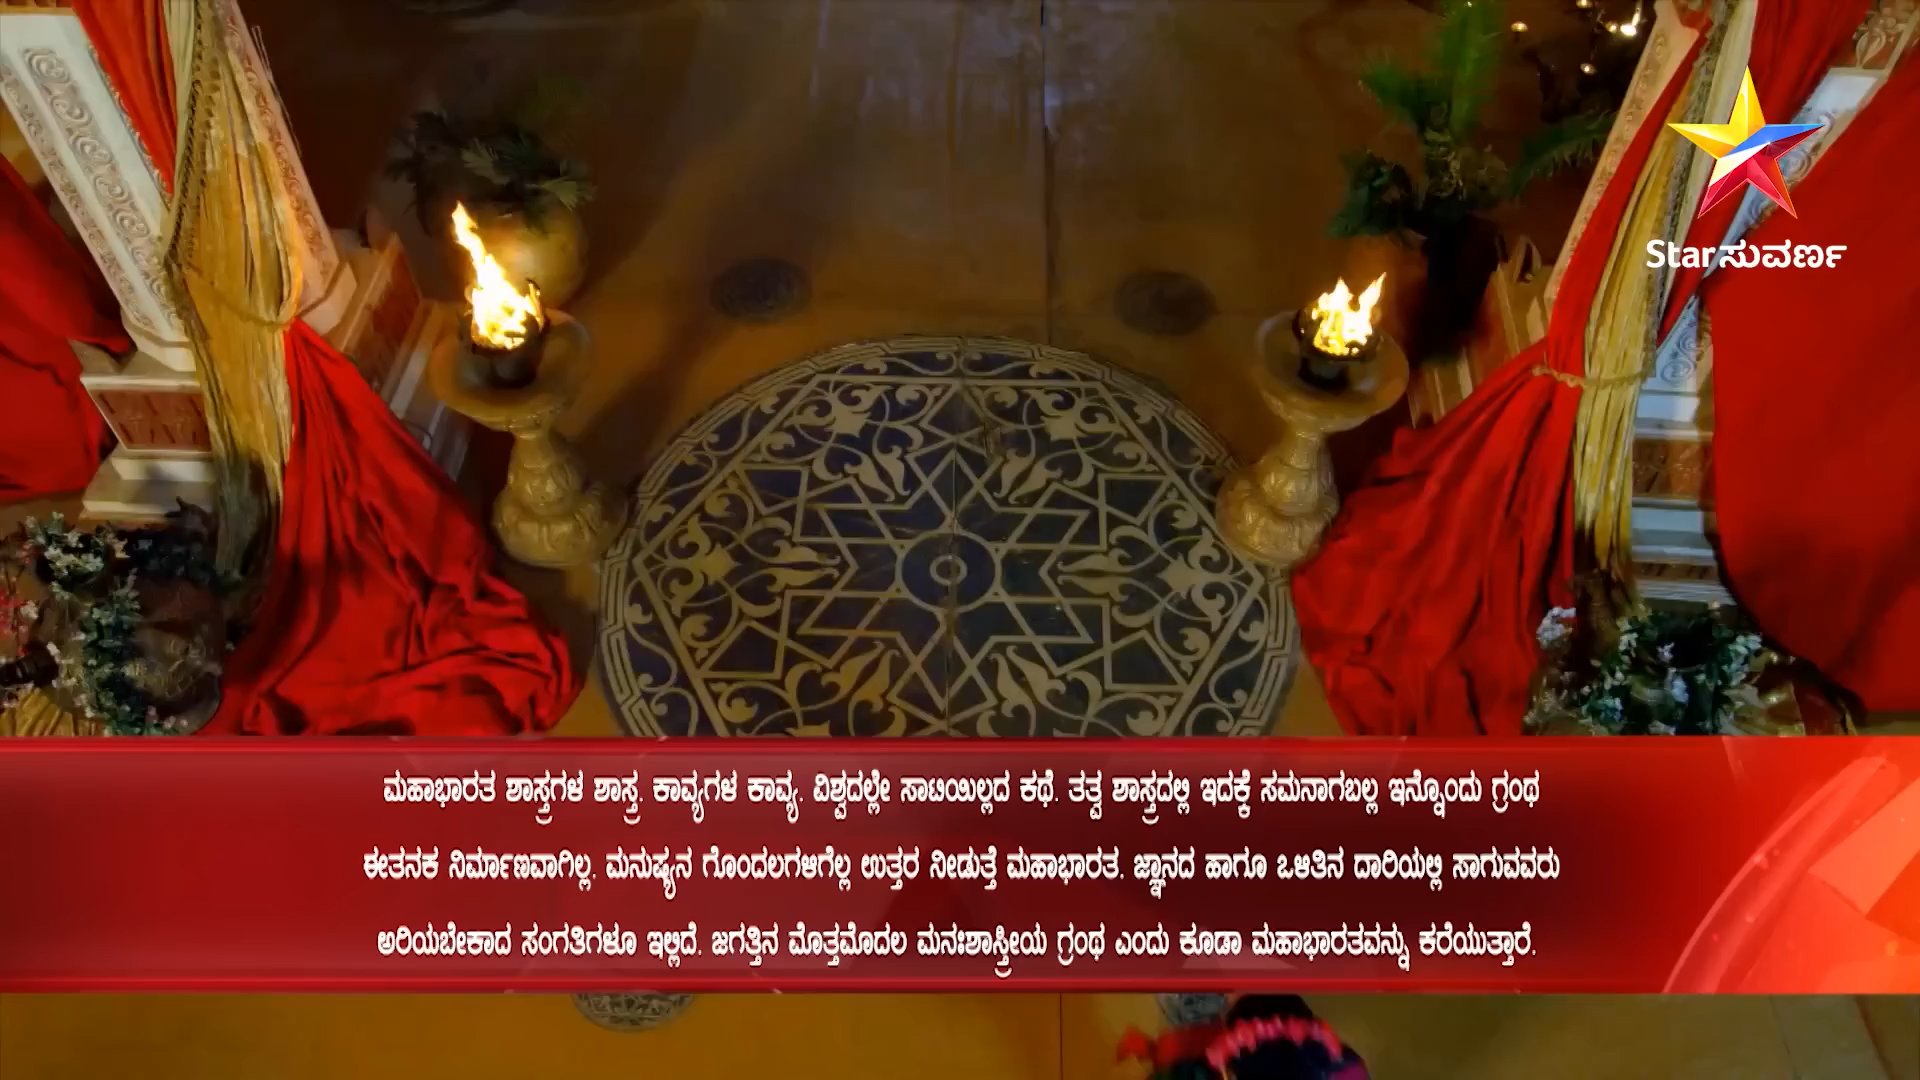 Starಸುವರ್ಣ
ಮಹಾಭಾರತ ಶಾಸ್ತ್ರಗಳ ಶಾಸ್ತ್ರ. ಕಾವ್ಯಗಳ ಕಾವ್ಯ. ವಿಶ್ವದಲ್ಲೇ ಸಾಟಿಯಿಲ್ಲದ ಕಥೆ. ತತ್ವ ಶಾಸ್ತ್ರದಲ್ಲಿ ಇದಕ್ಕೆ ಸಮನಾಗಬಲ್ಲ ಇನ್ನೊಂದು ಗ್ರಂಥ
ಈತನಕ ನಿರ್ಮಾಣವಾಗಿಲ್ಲ. ಮನುಷ್ಯನ ಗೊಂದಲಗಳಿಗೆಲ್ಲ ಉತ್ತರ ನೀಡುತ್ತೆ ಮಹಾಭಾರತ. ಜ್ಞಾನದ ಹಾಗೂ ಒಳಿತಿನ ದಾರಿಯಲ್ಲಿ ಸಾಗುವವರು
ಅರಿಯಬೇಕಾದ ಸಂಗತಿಗಳೂ ಇಲ್ಲಿದೆ. ಜಗತ್ತಿನ ಮೊತ್ತಮೊದಲ ಮನಃಶಾಸ್ತ್ರೀಯ ಗ್ರಂಥ ಎಂದು ಕೂಡಾ ಮಹಾಭಾರತವನ್ನು ಕರೆಯುತ್ತಾರೆ.